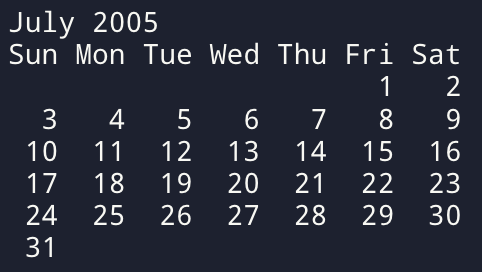 July 2005
Sun Mon Tue Wed Thu Fri Sat
1 2
3 4 5 6 7 8 9
10 11 12 13 14 15 16
17 18 19 20 21 22 23
24 25 26 27 28 29 30
31